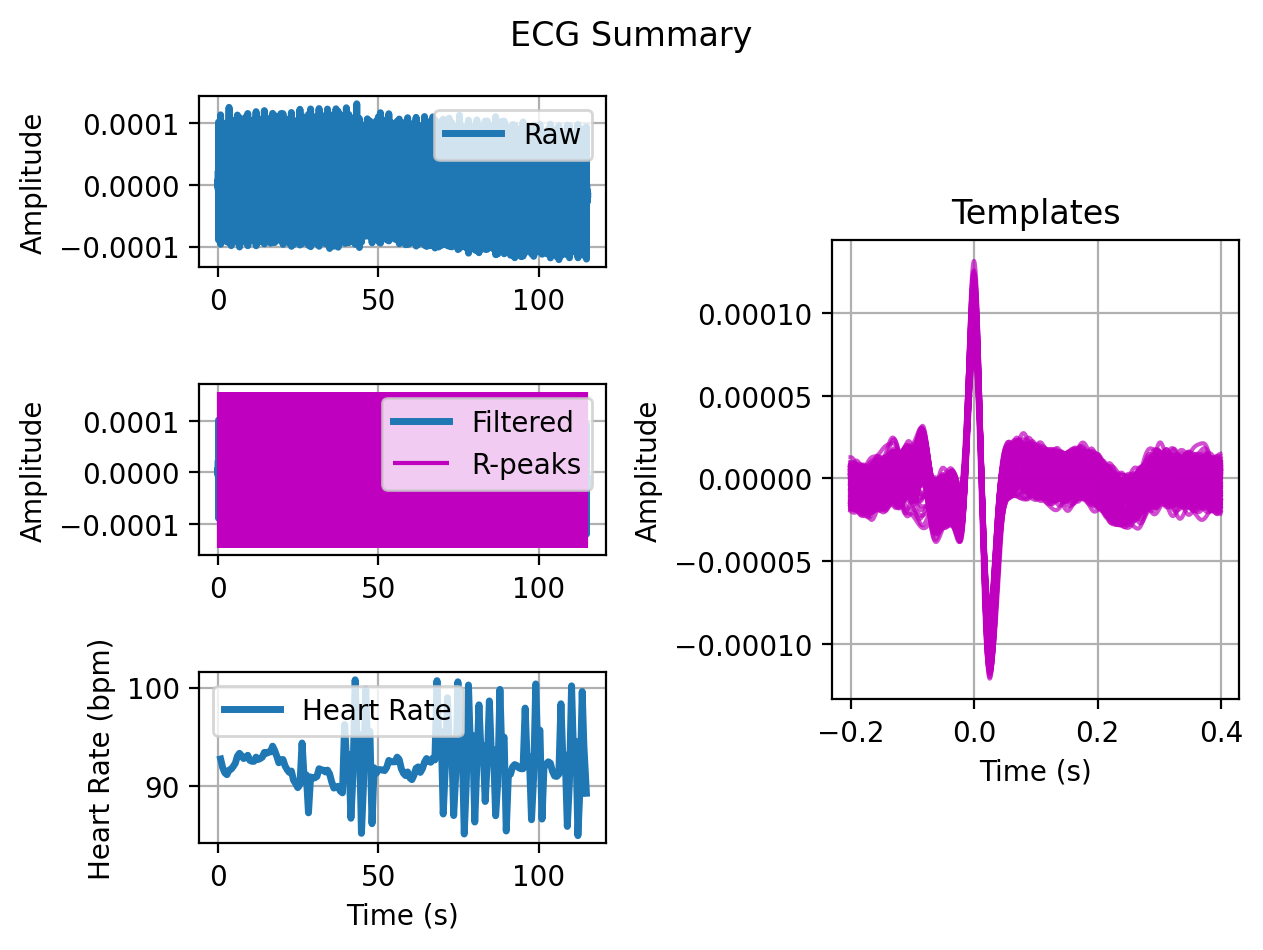 ECG Summary
Amplitude
0.0001
0.0000
−0.0001
Raw
0 50 100
Amplitude
0.0001
0.0000
−0.0001
Filtered
R-peaks
0 50 100
Heart Rate (bpm)
100
90
Heart Rate
0 50 100
Time (s)
Templates
Amplitude
0.00010
0.00005
0.00000
−0.00005
−0.00010
−0.2 0.0 0.2 0.4
Time (s)